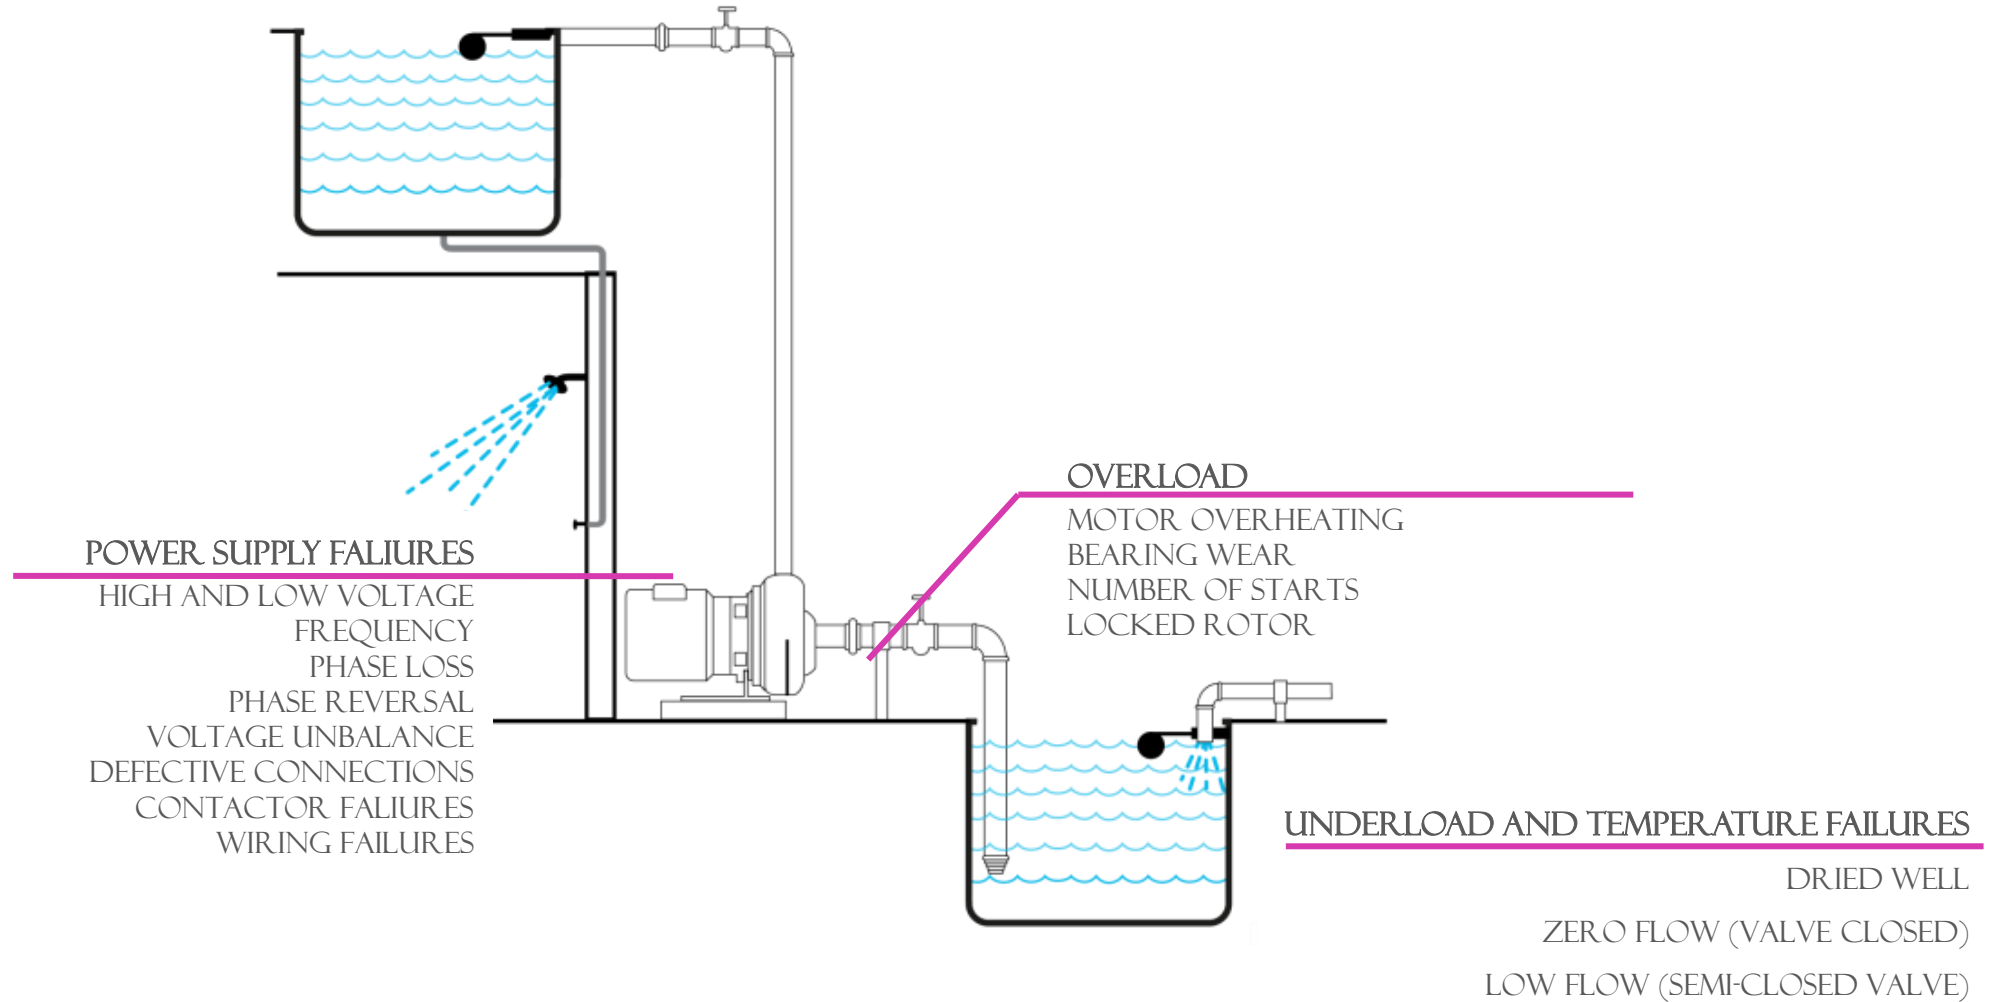 OVERLOAD
MOTOR OVERHEATING
BEARING WEAR
NUMBER OF STARTS
LOCKED ROTOR
POWER SUPPLY FALIURES
HIGH AND LOW VOLTAGE
FREQUENCY
PHASE LOSS
PHASE REVERSAL
VOLTAGE UNBALANCE
DEFECTIVE CONNECTIONS
CONTACTOR FALIURES
WIRING FAILURES
UNDERLOAD AND TEMPERATURE FAILURES
DRIED WELL
ZERO FLOW (VALVE CLOSED)
LOW FLOW (SEMI-CLOSED VALVE)